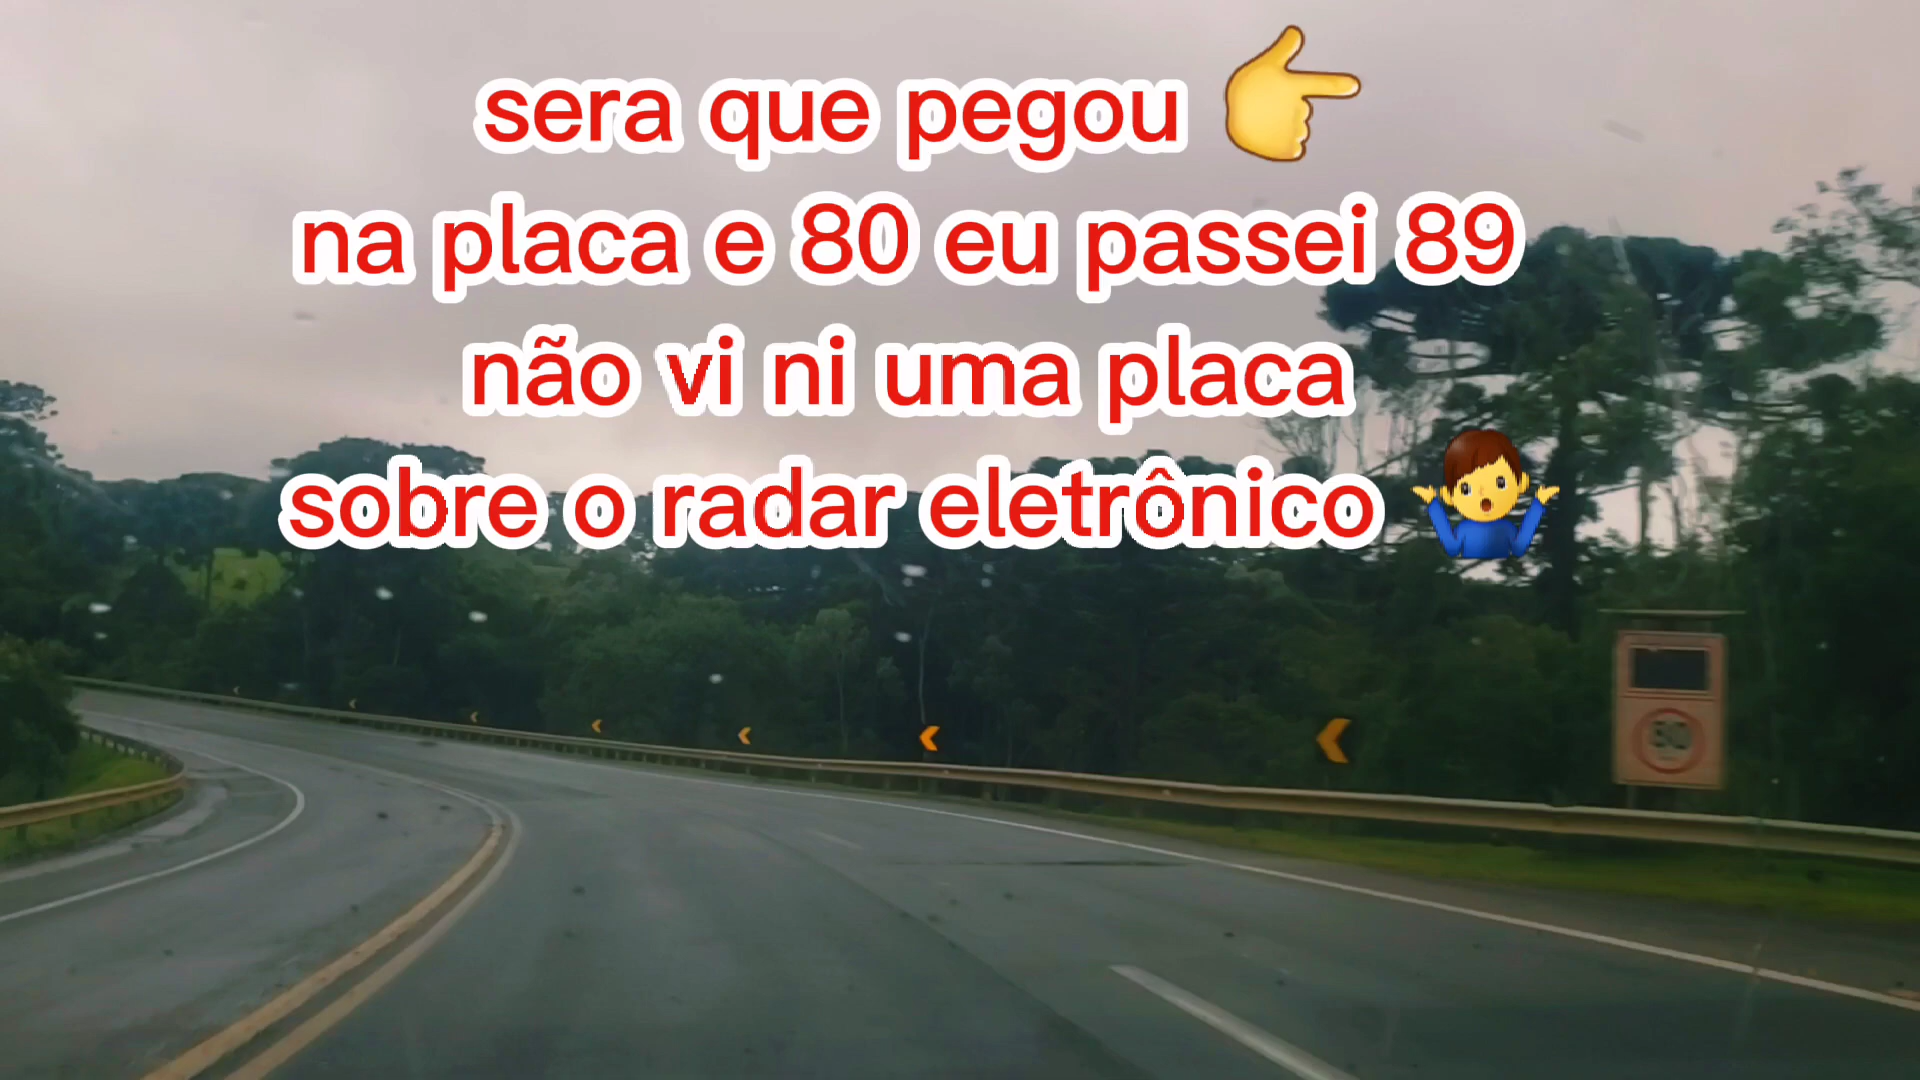 sera que pegou 👉
na placa e 80 eu passei 89
não vi ni uma placa
sobre o radar eletrônico 🤷‍♂️
80